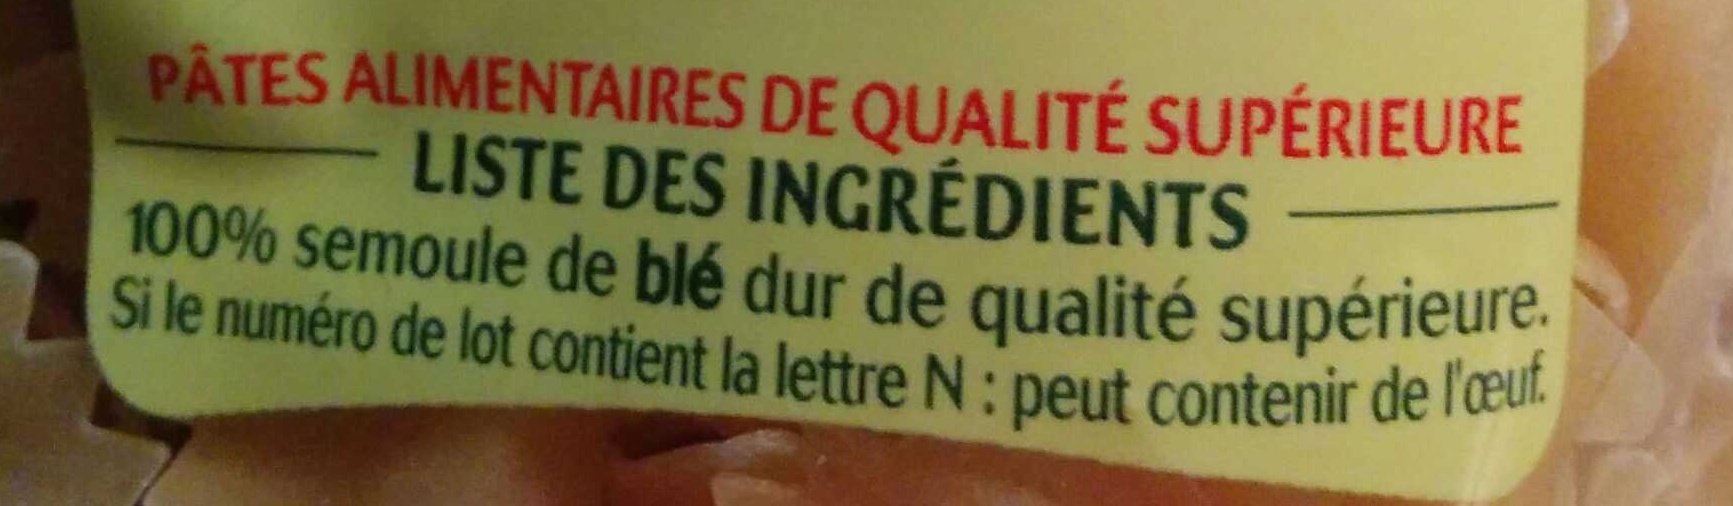 PÂTES ALIMENTAIRES DE QUALITÉ SUPÉRIEURE
LISTE DES INGRÉDIENTS
100% semoule de blé dur de qualité supérieure.
Si le numéro de lot contient la lettre N : peut contenir de l'œuf.